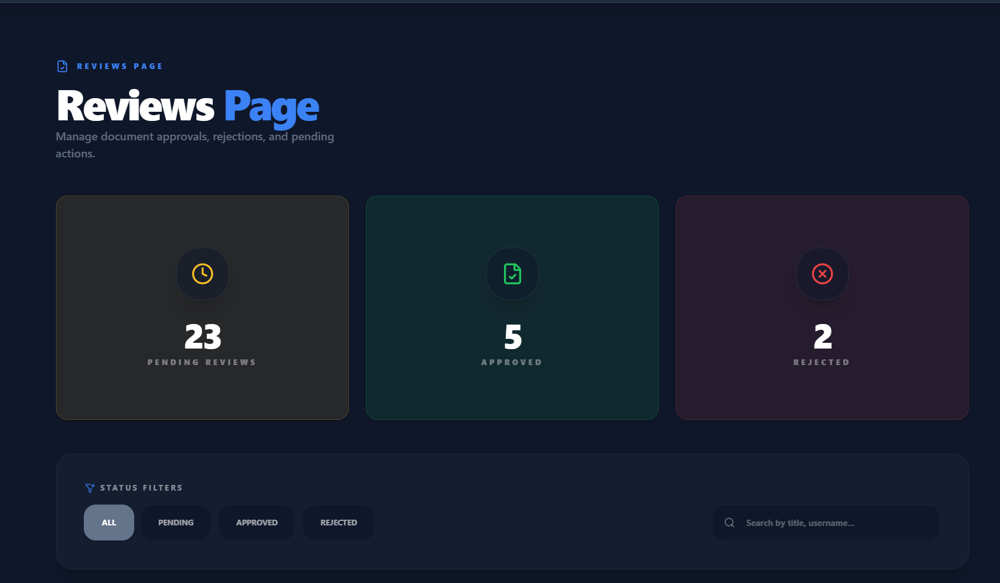 REVIEWS PAGE
Reviews Page
Manage document approvals, rejections, and pending
actions.
23
PENDING REVIEWS
5
APPROVED
2
REJECTED
STATUS FILTERS
ALL
PENDING
APPROVED
REJECTED
Search by title, username...